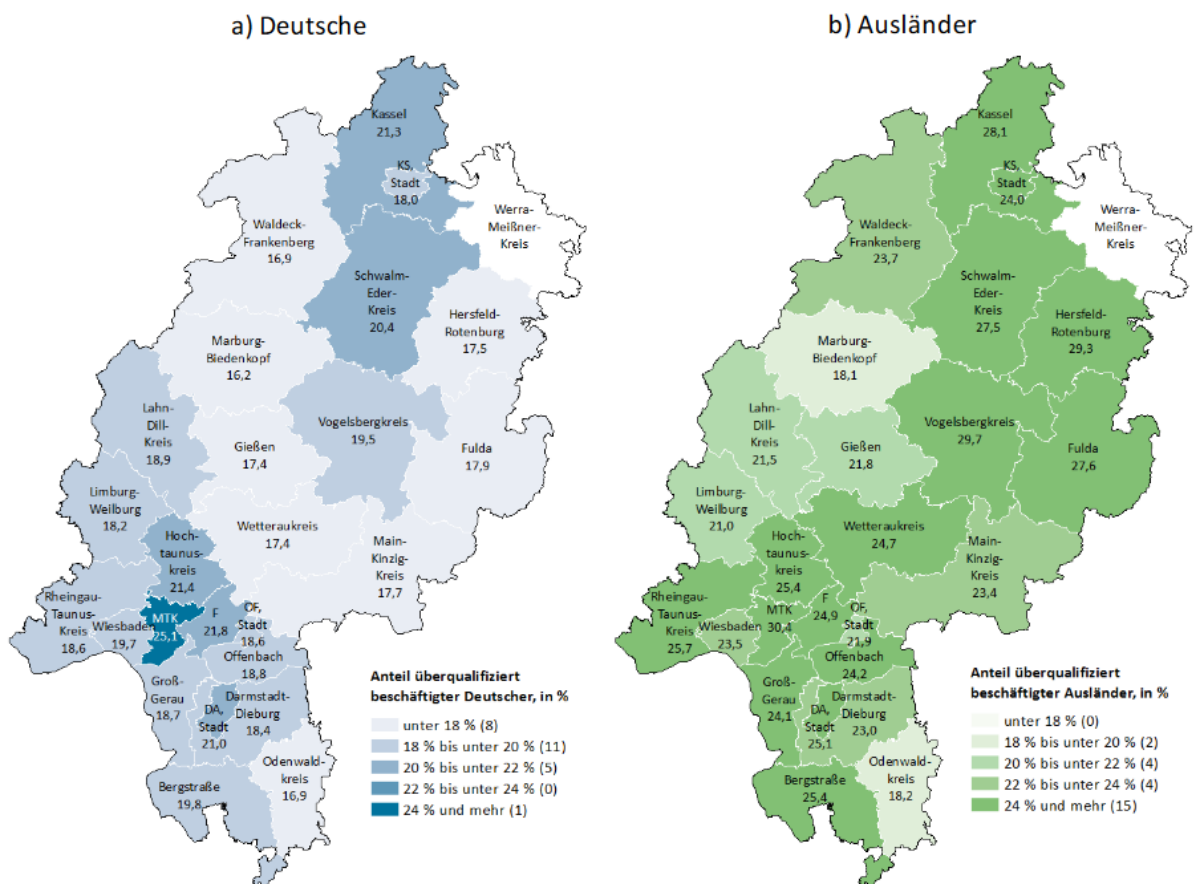 a) Deutsche
Kassel
21,3
KS,
Stadt
18,0
Werra-
Meißner-
Kreis
Waldeck-
Frankenberg
16,9
Schwalm-
Eder-
Kreis
20,4
Hersfeld-
Rotenburg
17,5
Marburg-
Biedenkopf
16,2
Lahn-
Dill-
Kreis
18,9
Gießen
17,4
Vogelsbergkreis
19,5
Fulda
17,9
Limburg-
Weilburg
18,2
Wetteraukreis
17,4
Hoch-
taunus-
kreis
21,4
Main-
Kinzig-
Kreis
17,7
Rheingau-
Taunus-
Kreis
18,6
Wiesbaden
19,7
MTK
25,1
F
21,8
OF,
Stadt
18,6
Offenbach
18,8
Groß-
Gerau
18,7
DA,
Stadt
21,0
Darmstadt-
Dieburg
18,4
Odenwald-
kreis
16,9
Bergstraße
19,8
Anteil überqualifiziert
beschäftigter Deutscher, in %
unter 18 % (8)
18 % bis unter 20 % (11)
20 % bis unter 22 % (5)
22 % bis unter 24 % (0)
24 % und mehr (1)
b) Ausländer
Kassel
28,1
KS,
Stadt
24,0
Werra-
Meißner-
Kreis
Waldeck-
Frankenberg
23,7
Schwalm-
Eder-
Kreis
27,5
Hersfeld-
Rotenburg
29,3
Marburg-
Biedenkopf
18,1
Lahn-
Dill-
Kreis
21,5
Gießen
21,8
Vogelsbergkreis
29,7
Fulda
27,6
Limburg-
Weilburg
21,0
Wetteraukreis
24,7
Hoch-
taunus-
kreis
25,4
Main-
Kinzig-
Kreis
23,4
Rheingau-
Taunus-
Kreis
25,7
Wiesbaden
23,5
MTK
30,4
F
24,9
OF,
Stadt
21,9
Offenbach
24,2
Groß-
Gerau
24,1
DA,
Stadt
25,1
Darmstadt-
Dieburg
23,0
Odenwald-
kreis
18,2
Bergstraße
25,4
Anteil überqualifiziert
beschäftigter Ausländer, in %
unter 18 % (0)
18 % bis unter 20 % (2)
20 % bis unter 22 % (4)
22 % bis unter 24 % (4)
24 % und mehr (15)